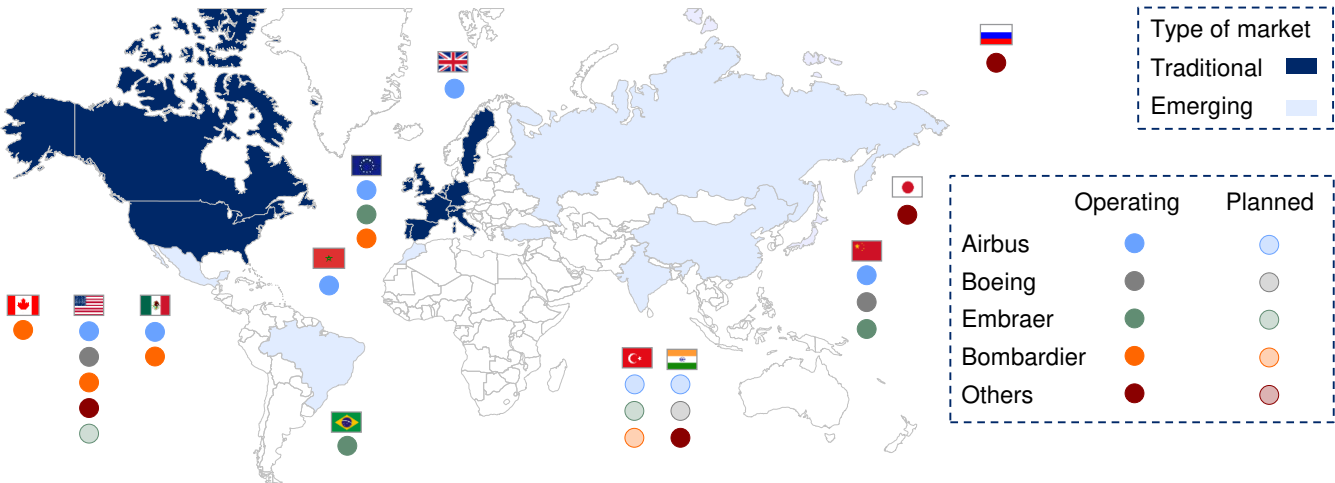 Type of market
Traditional
Emerging
Operating Planned
Airbus
Boeing
Embraer
Bombardier
Others